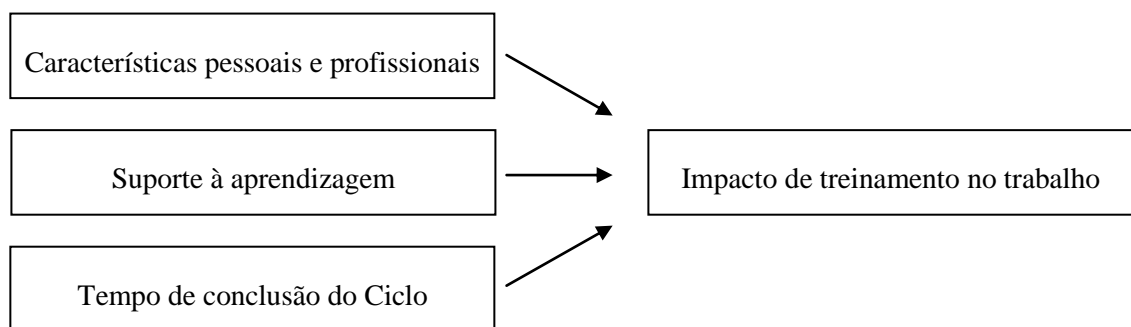 Características pessoais e profissionais
Suporte à aprendizagem
Impacto de treinamento no trabalho
Tempo de conclusão do Ciclo